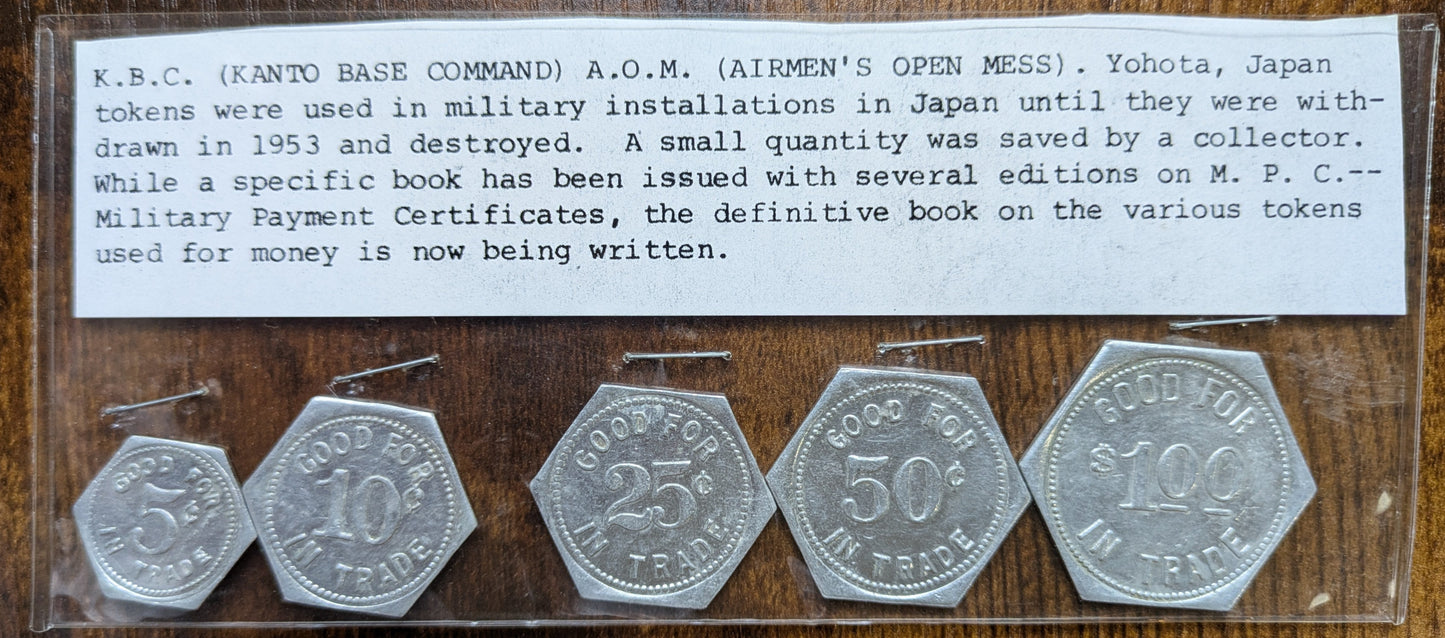 K.B.C. (KANTO BASE COMMAND) A.O.M. (AIRMEN'S OPEN MESS). Yohota, Japan
tokens were used in military installations in Japan until they were with-
drawn in 1953 and destroyed. A small quantity was saved by a collector.
While a specific book has been issued with several editions on M. P. C.--
Military Payment Certificates, the definitive book on the various tokens
used for money is now being written.
GOOD FOR
5¢
IN TRADE
GOOD FOR
10¢
IN TRADE
GOOD FOR
25¢
IN TRADE
GOOD FOR
50¢
IN TRADE
GOOD FOR
$100
IN TRADE